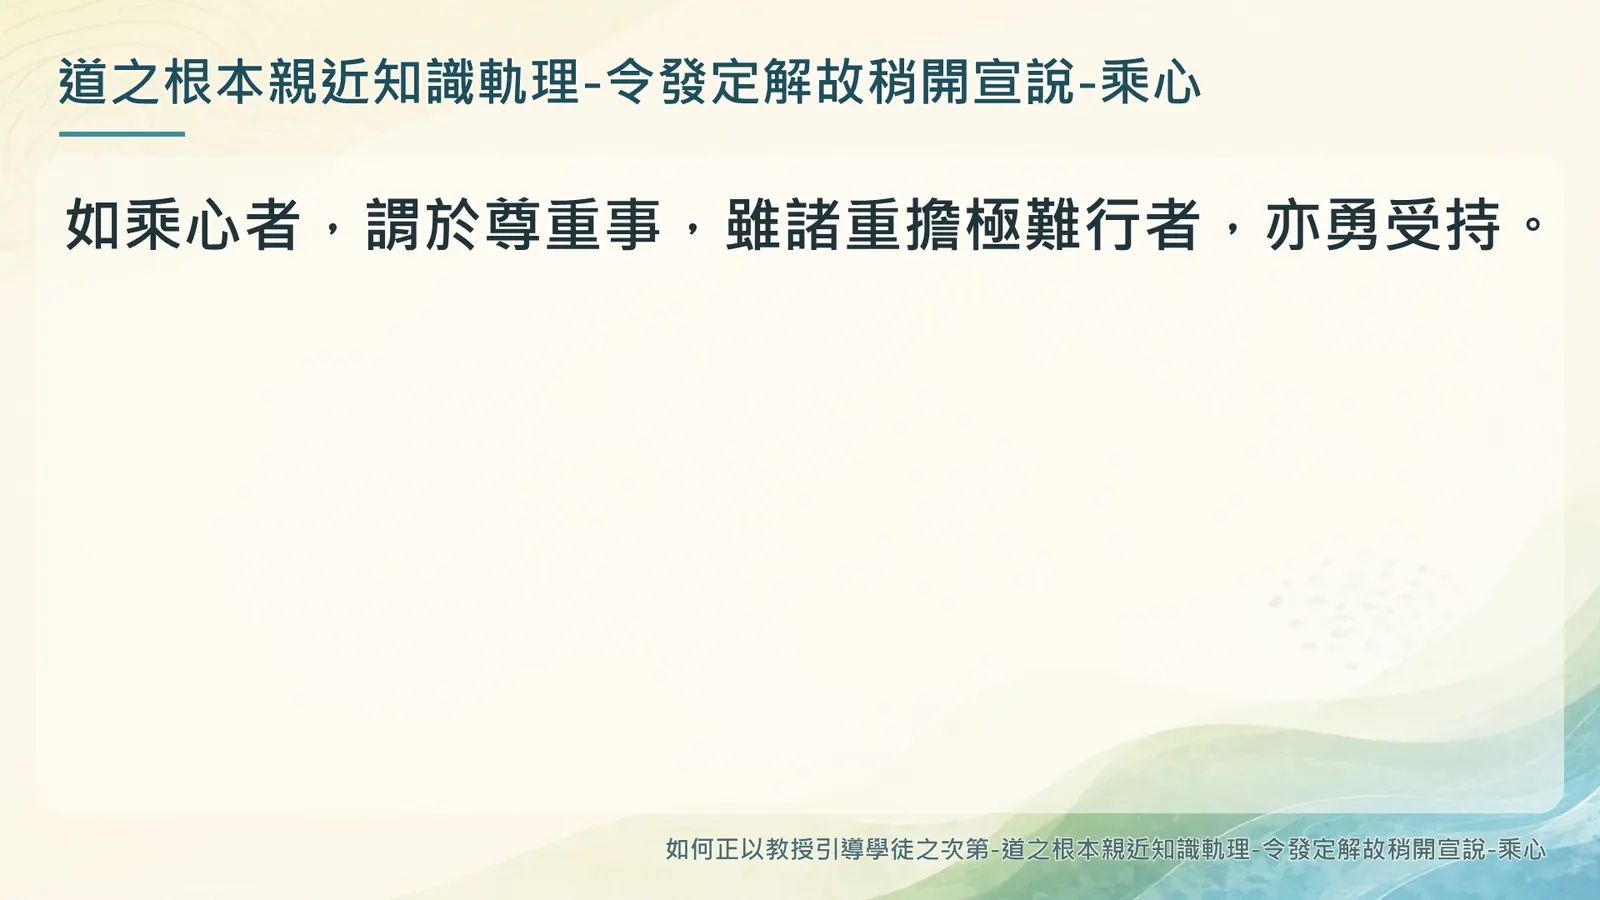 道之根本親近知識軌理-令發定解故稍開宣說-乘心
如乘心者，謂於尊重事，雖諸重擔極難行者，亦勇受持。
如何正以教授引導學徒之次第-道之根本親近知識軌理-令發定解故稍開宣說-乘心